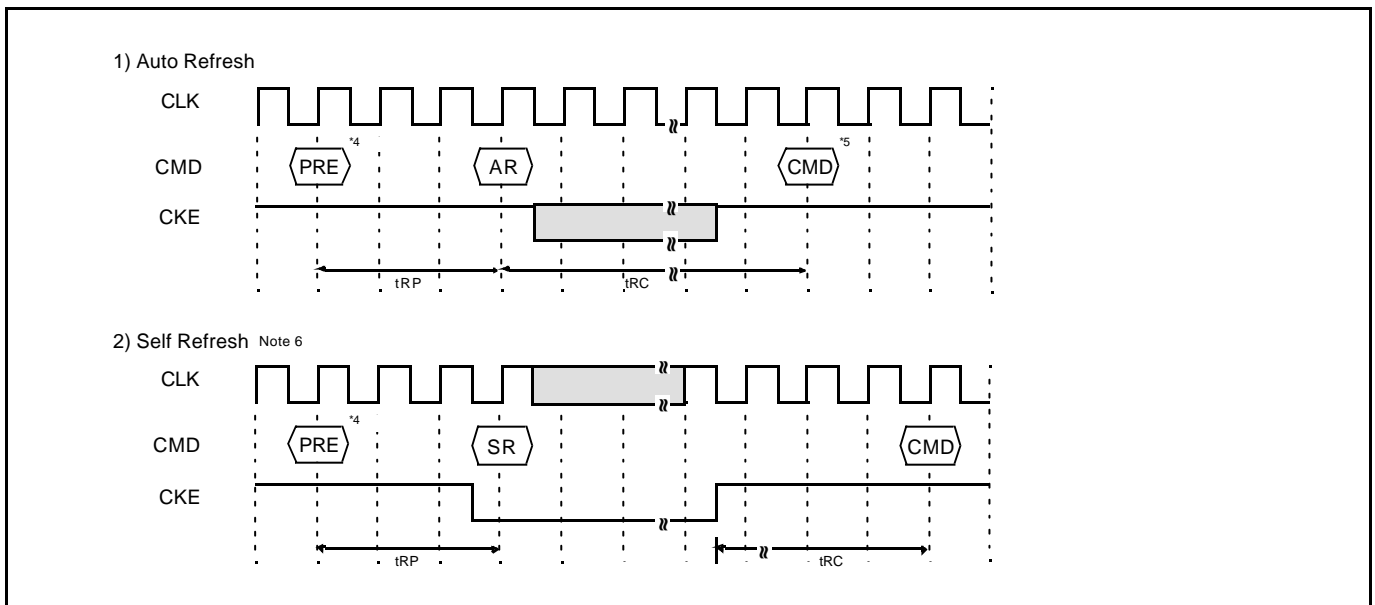 1) Auto Refresh
CLK
CMD PRE *4 AR CMD *5
CKE
tRP tRC
2) Self Refresh Note 6
CLK
CMD PRE *4 SR CMD
CKE
tRP tRC